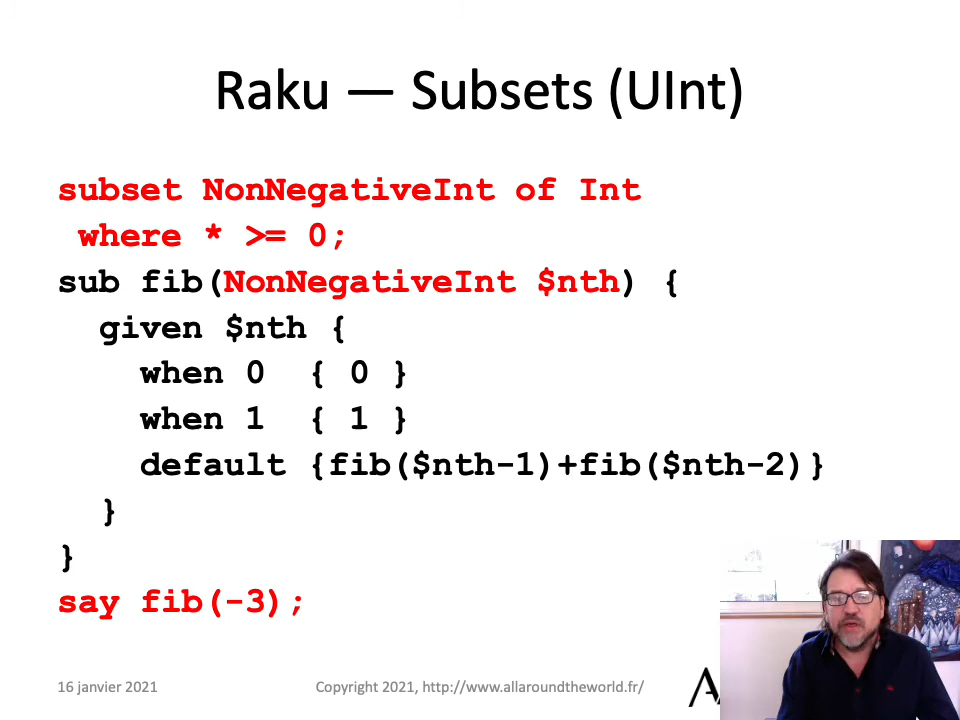 Raku — Subsets (UInt)
subset NonNegativeInt of Int
 where * >= 0;
sub fib(NonNegativeInt $nth) {
  given $nth {
    when 0  { 0 }
    when 1  { 1 }
    default {fib($nth-1)+fib($nth-2)}
  }
}
say fib(-3);
16 janvier 2021
Copyright 2021, http://www.allaroundtheworld.fr/